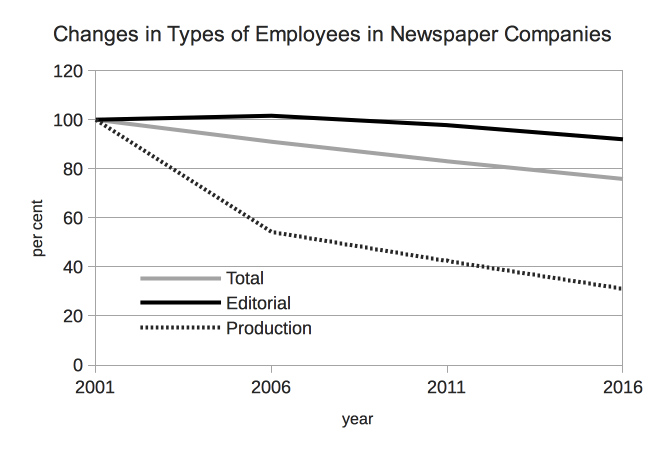 Changes in Types of Employees in Newspaper Companies
120
100
80
60
40
20
0
per cent
Total
Editorial
Production
2001 2006 2011 2016
year